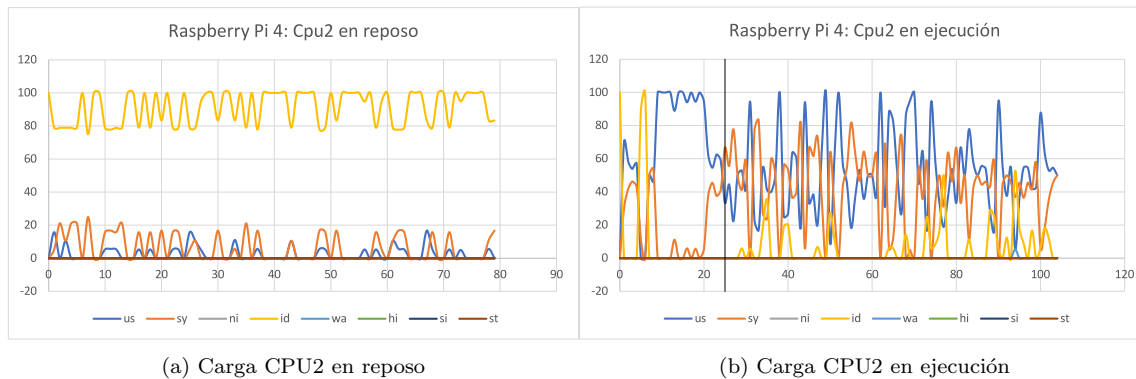 Raspberry Pi 4: Cpu2 en reposo
120
100
80
60
40
20
0
-20
0 10 20 30 40 50 60 70 80 90
us sy ni id wa hi si st
(a) Carga CPU2 en reposo
Raspberry Pi 4: Cpu2 en ejecución
120
100
80
60
40
20
0
-20
0 20 40 60 80 100 120
us sy ni id wa hi si st
(b) Carga CPU2 en ejecución